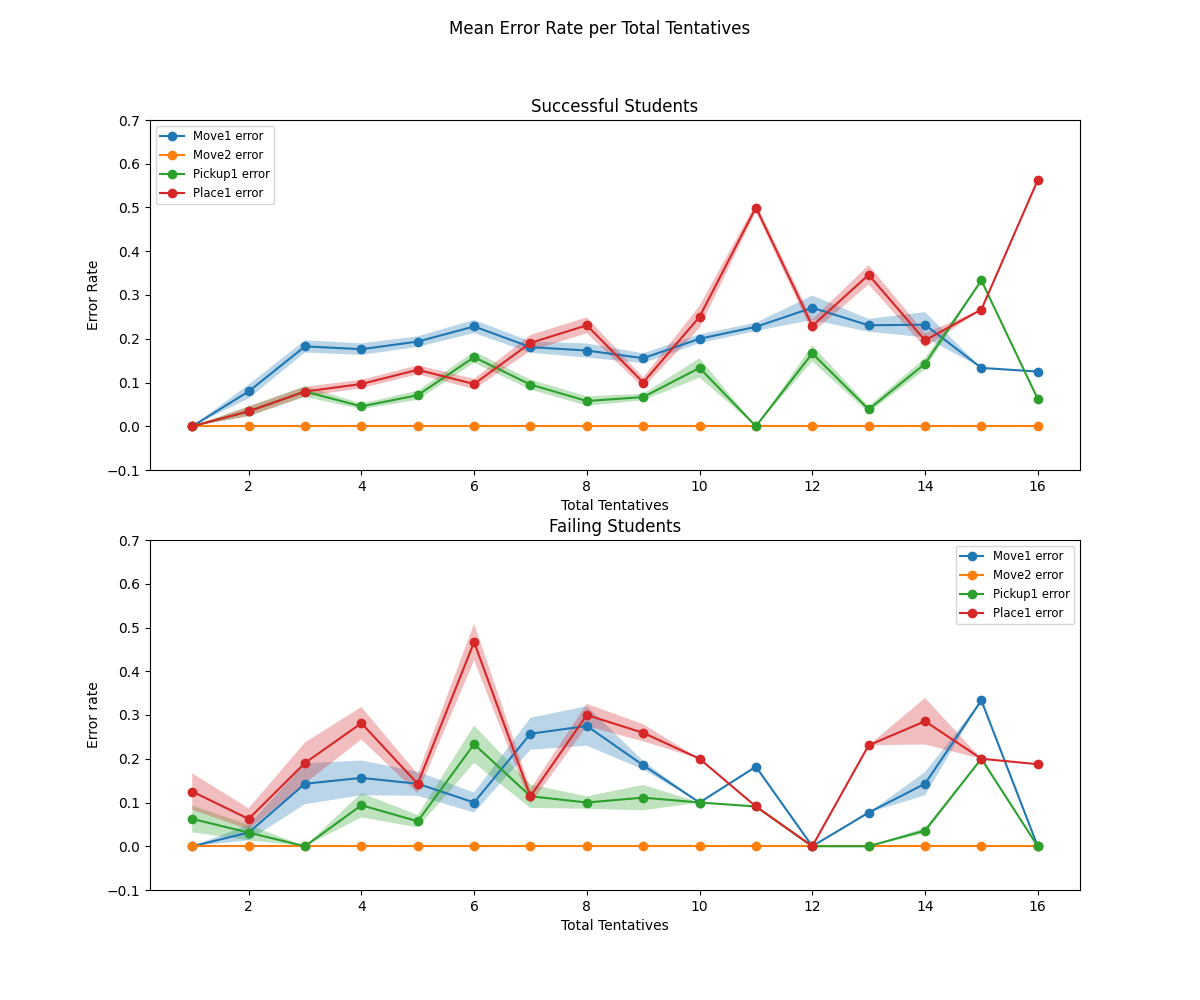 Mean Error Rate per Total Tentatives
Successful Students
0.7
0.6
0.5
0.4
0.3
0.2
0.1
0.0
−0.1
Error Rate
Move1 error
Move2 error
Pickup1 error
Place1 error
2 4 6 8 10 12 14 16
Total Tentatives
Failing Students
0.7
0.6
0.5
0.4
0.3
0.2
0.1
0.0
−0.1
Error rate
Move1 error
Move2 error
Pickup1 error
Place1 error
2 4 6 8 10 12 14 16
Total Tentatives